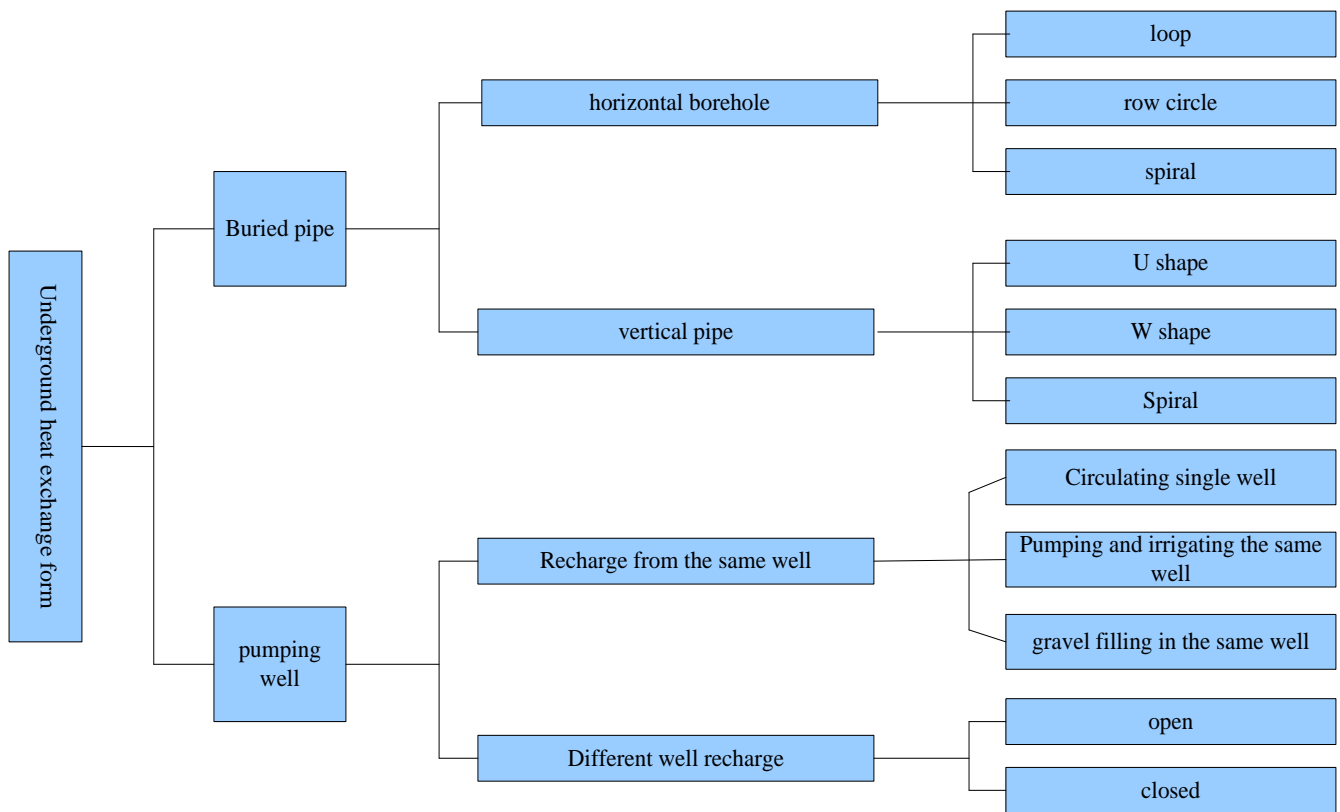 Underground heat exchange form
Buried pipe
horizontal borehole
loop
row circle
spiral
vertical pipe
U shape
W shape
Spiral
pumping
well
Recharge from the same well
Circulating single well
Pumping and irrigating the same
well
gravel filling in the same well
Different well recharge
open
closed